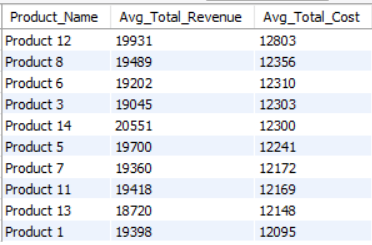 Product_Name Avg_Total_Revenue Avg_Total_Cost
Product 12 19931 12803
Product 8 19489 12356
Product 6 19202 12310
Product 3 19045 12303
Product 14 20551 12300
Product 5 19700 12241
Product 7 19360 12172
Product 11 19418 12169
Product 13 18720 12148
Product 1 19398 12095